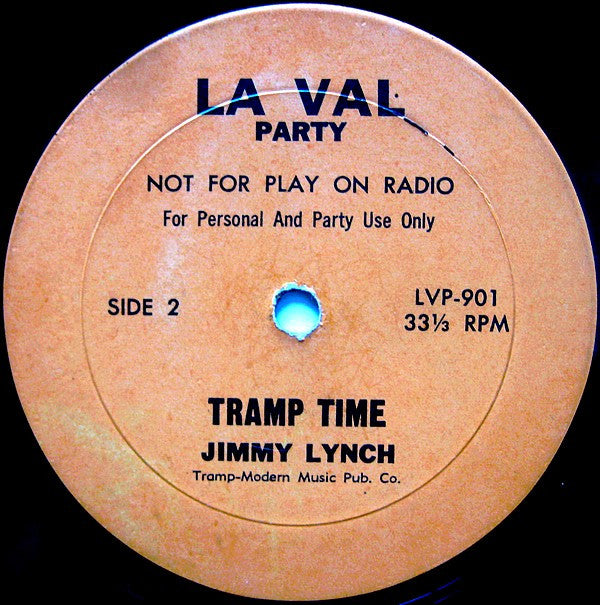 LA VAL
PARTY
NOT FOR PLAY ON RADIO
For Personal And Party Use Only
SIDE 2
LVP-901
33⅓ RPM
TRAMP TIME
JIMMY LYNCH
Tramp-Modern Music Pub. Co.